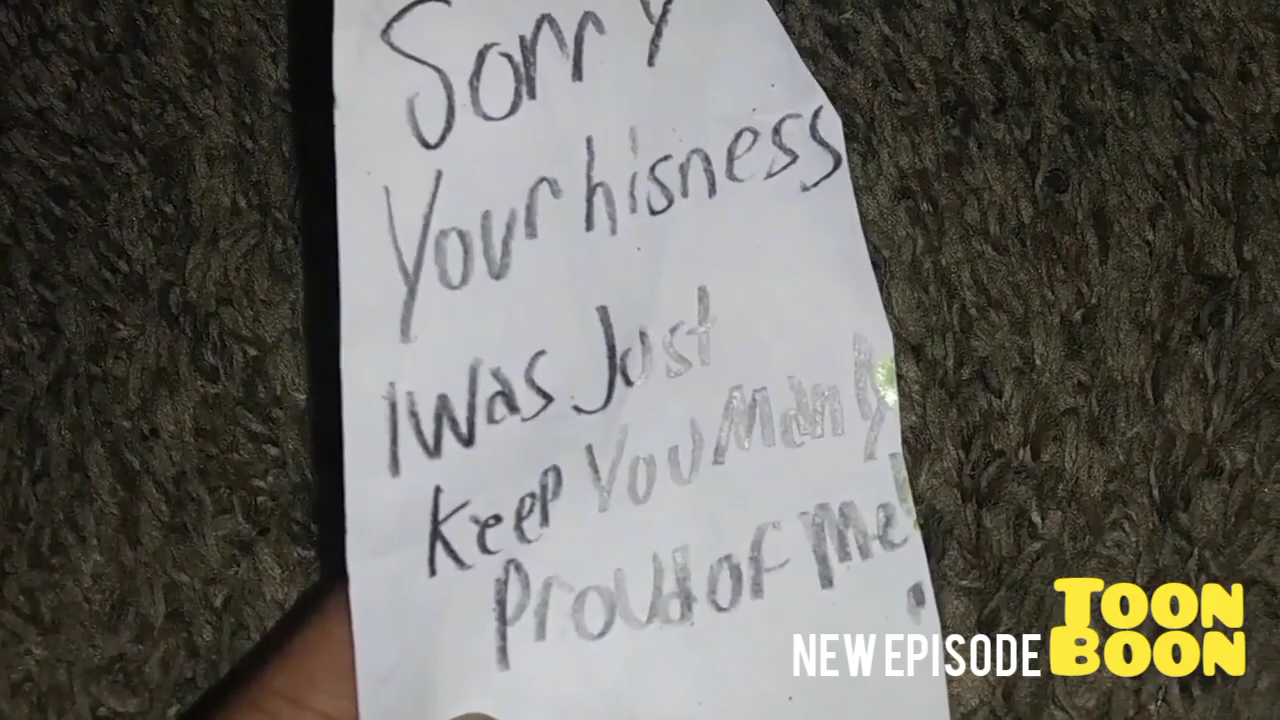 Sorry
Your hisness
I was Just
Keep You Many
Proud of Me!
NEW EPISODE
TOON
BOON